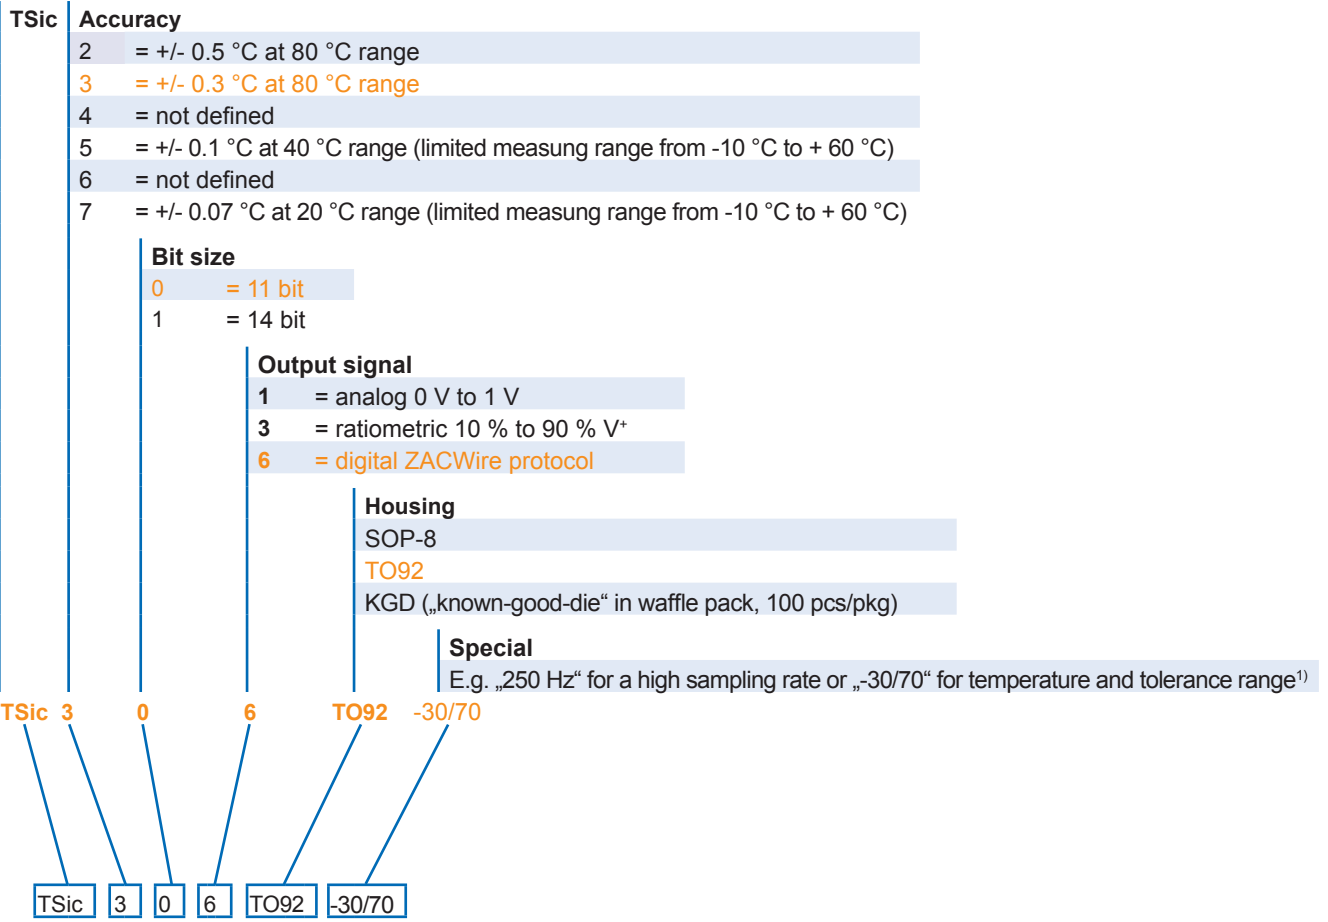 TSic Accuracy
2 = +/- 0.5 °C at 80 °C range
3 = +/- 0.3 °C at 80 °C range
4 = not defined
5 = +/- 0.1 °C at 40 °C range (limited measung range from -10 °C to + 60 °C)
6 = not defined
7 = +/- 0.07 °C at 20 °C range (limited measung range from -10 °C to + 60 °C)
Bit size
0 = 11 bit
1 = 14 bit
Output signal
1 = analog 0 V to 1 V
3 = ratiometric 10 % to 90 % V⁺
6 = digital ZACWire protocol
Housing
SOP-8
TO92
KGD („known-good-die“ in waffle pack, 100 pcs/pkg)
Special
E.g. „250 Hz“ for a high sampling rate or „-30/70“ for temperature and tolerance range¹⁾
TSic 3 0 6 TO92 -30/70
TSic 3 0 6 TO92 -30/70